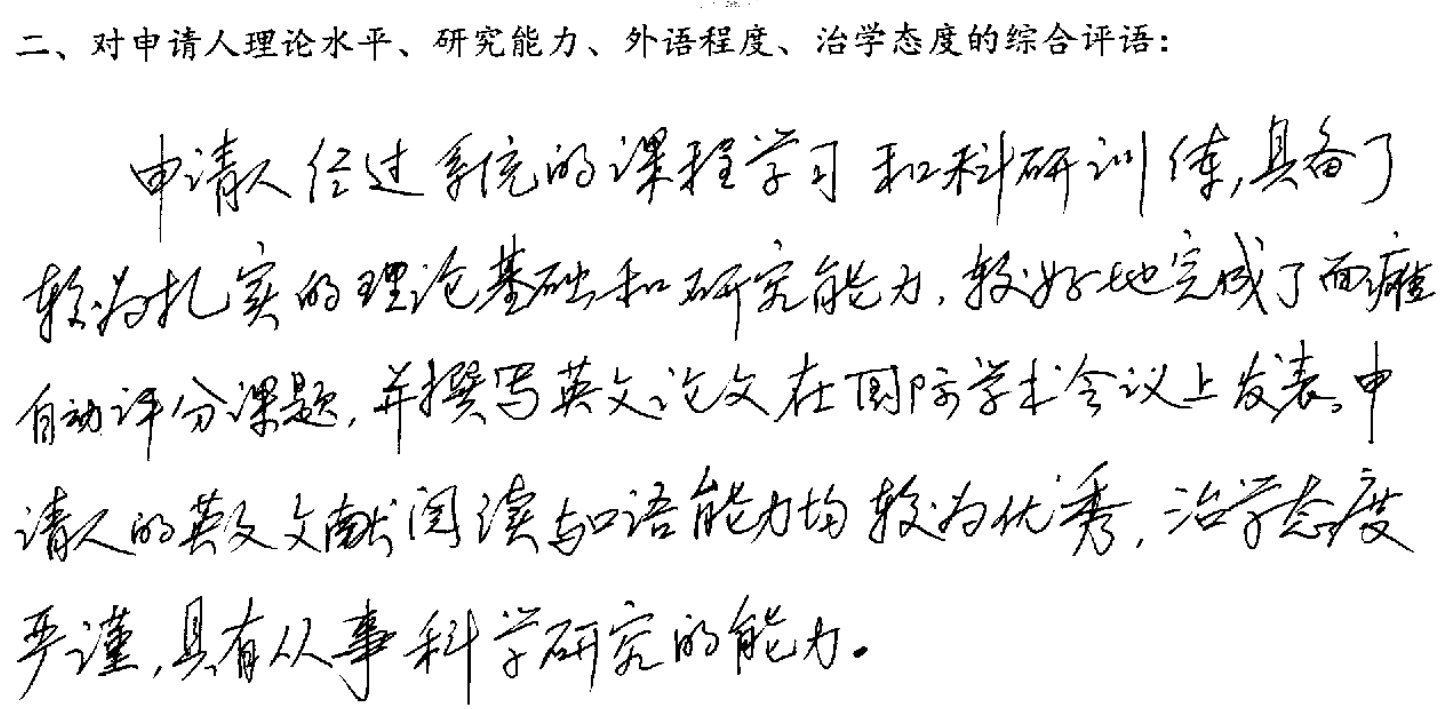 二、对申请人理论水平、研究能力、外语程度、治学态度的综合评语：
申请人经过系统的课程学习和科研训练，具备了
较为扎实的理论基础和研究能力，较好地完成了面瘫
自动评分课题，并撰写英文论文在国际学术会议上发表。申
请人的英文文献阅读与口语能力均较为优秀，治学态度
严谨，具有从事科学研究的能力。